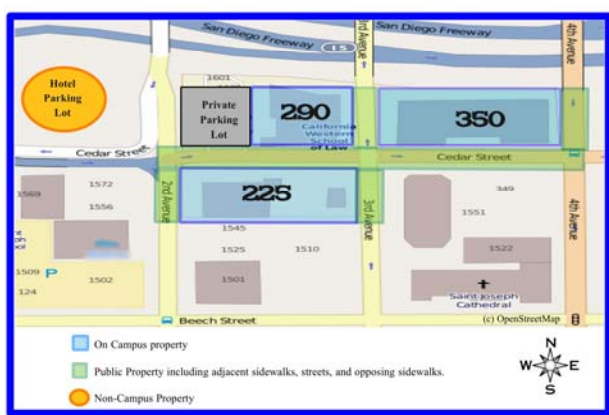 San Diego Freeway
I 5
San Diego Freeway
3rd Avenue
4th Avenue
1601
Hotel
Parking
Lot
Private
Parking
Lot
290
350
California
Western
School
of Law
Cedar Street
Cedar Street
225
2nd Avenue
3rd Avenue
4th Avenue
1569
1572
1556
349
1551
1545
1525
1510
1522
1509
P
1502
1501
124
Saint Joseph
Cathedral
Beech Street
(c) OpenStreetMap
On Campus property
Public Property including adjacent sidewalks, streets, and opposing sidewalks.
Non-Campus Property
N
W E
S